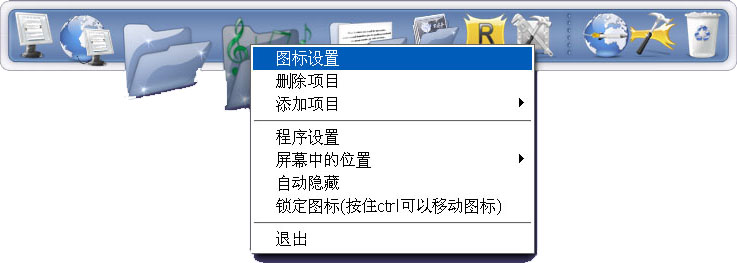 R
图标设置
删除项目
添加项目
程序设置
屏幕中的位置
自动隐藏
锁定图标(按住ctrl可以移动图标)
退出